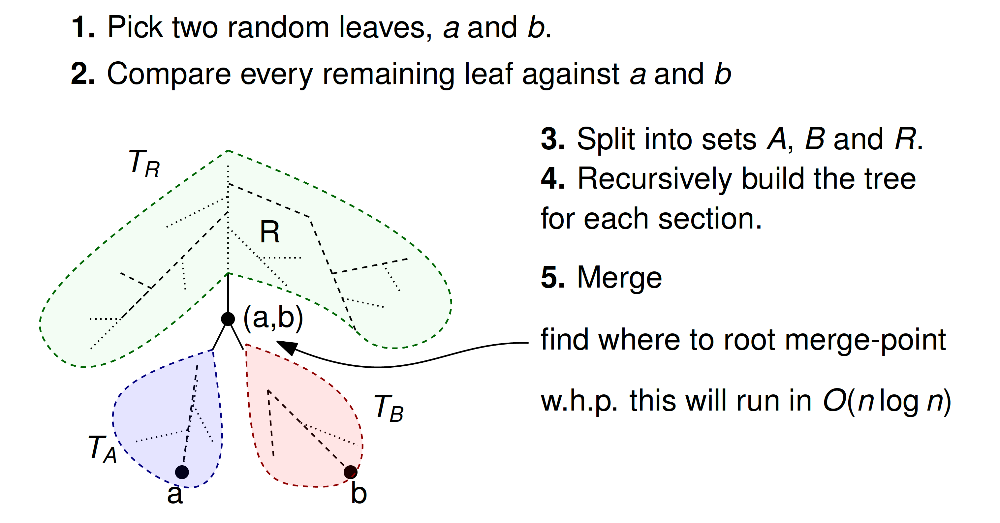 1. Pick two random leaves, a and b.
2. Compare every remaining leaf against a and b
3. Split into sets A, B and R.
4. Recursively build the tree
for each section.
5. Merge
find where to root merge-point
w.h.p. this will run in O(n log n)
T_R
R
(a,b)
T_B
T_A
a
b